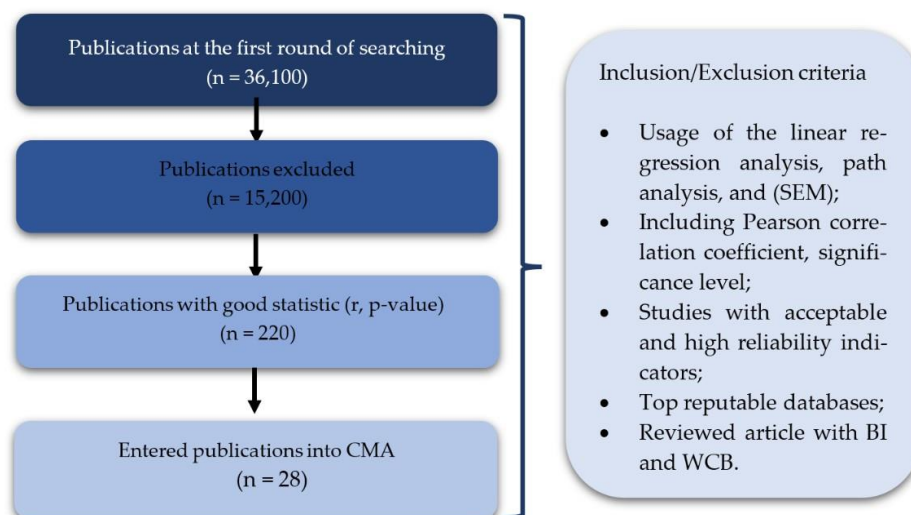 Publications at the first round of searching
(n = 36,100)
Publications excluded
(n = 15,200)
Publications with good statistic (r, p-value)
(n = 220)
Entered publications into CMA
(n = 28)
Inclusion/Exclusion criteria
• Usage of the linear re-
gression analysis, path
analysis, and (SEM);
• Including Pearson corre-
lation coefficient, signifi-
cance level;
• Studies with acceptable
and high reliability indi-
cators;
• Top reputable databases;
• Reviewed article with BI
and WCB.